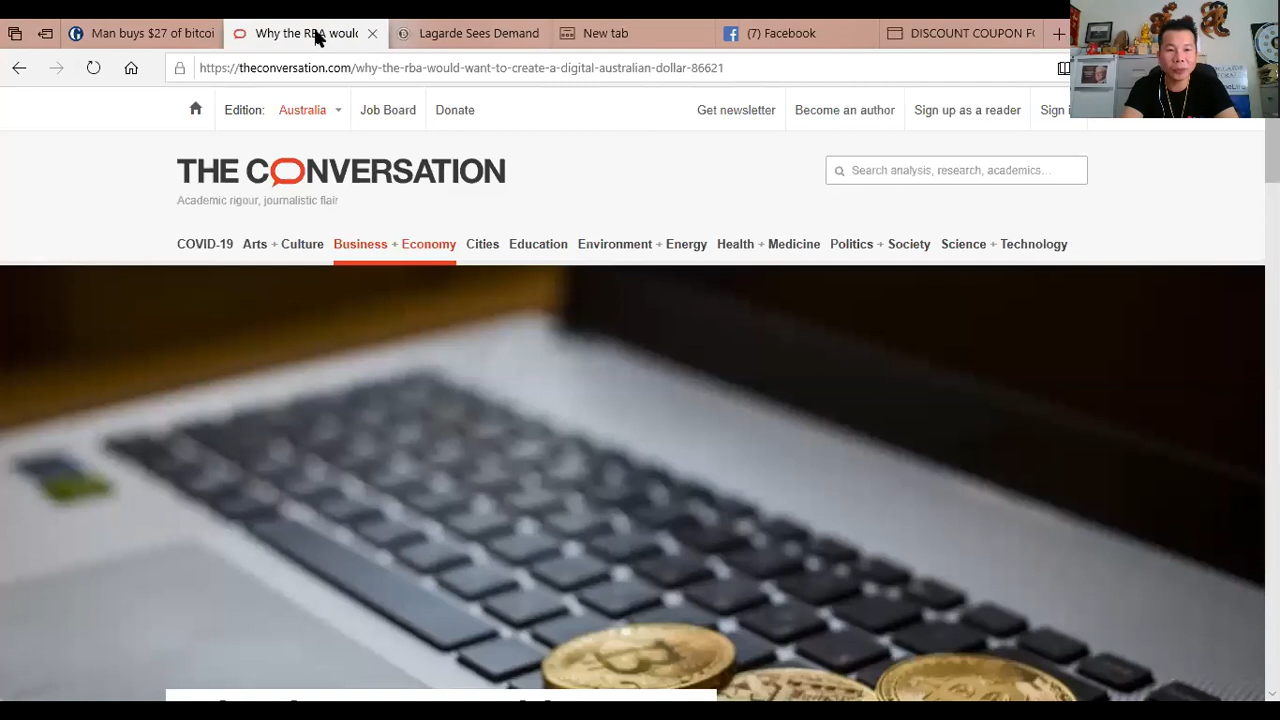 Man buys $27 of bitcoi
Why the RBA would
Lagarde Sees Demand
New tab
(7) Facebook
DISCOUNT COUPON FO
https://theconversation.com/why-the-rba-would-want-to-create-a-digital-australian-dollar-86621
Edition: Australia
Job Board
Donate
Get newsletter
Become an author
Sign up as a reader
Sign i
THE CONVERSATION
Search analysis, research, academics...
Academic rigour, journalistic flair
COVID-19 Arts + Culture Business + Economy Cities Education Environment + Energy Health + Medicine Politics + Society Science + Technology